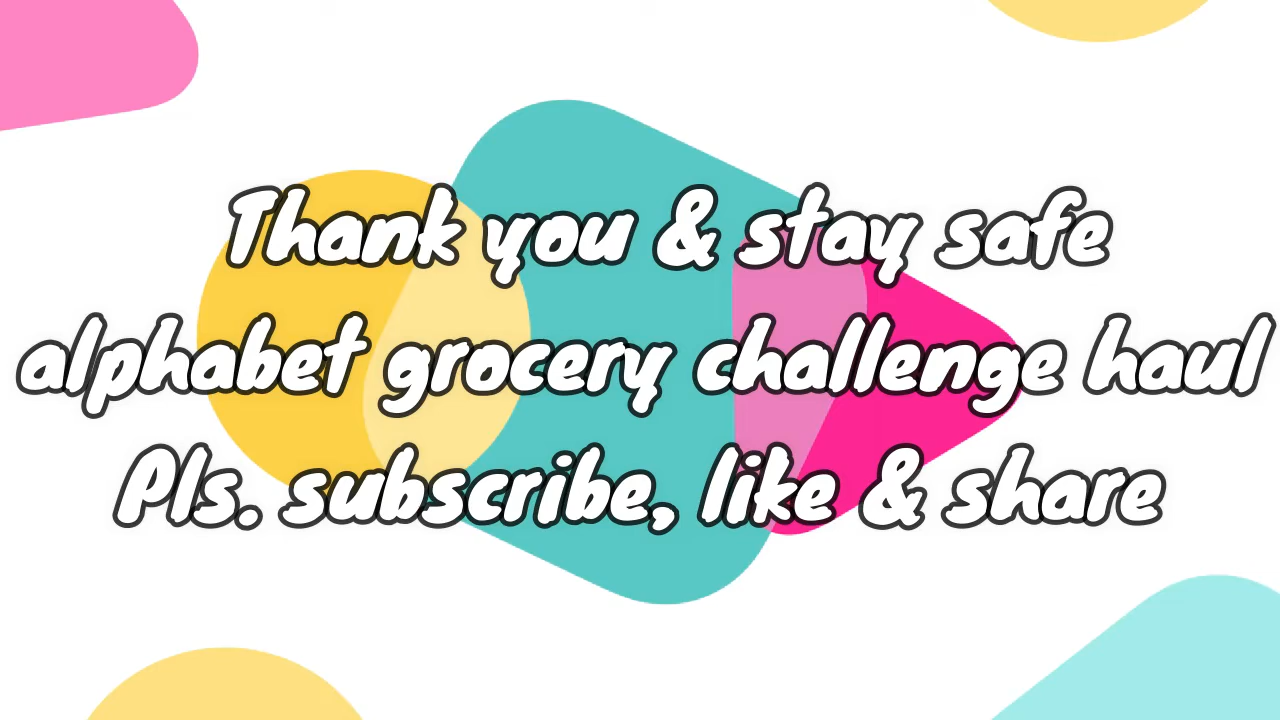 Thank you & stay safe
alphabet grocery challenge haul
Pls. subscribe, like & share